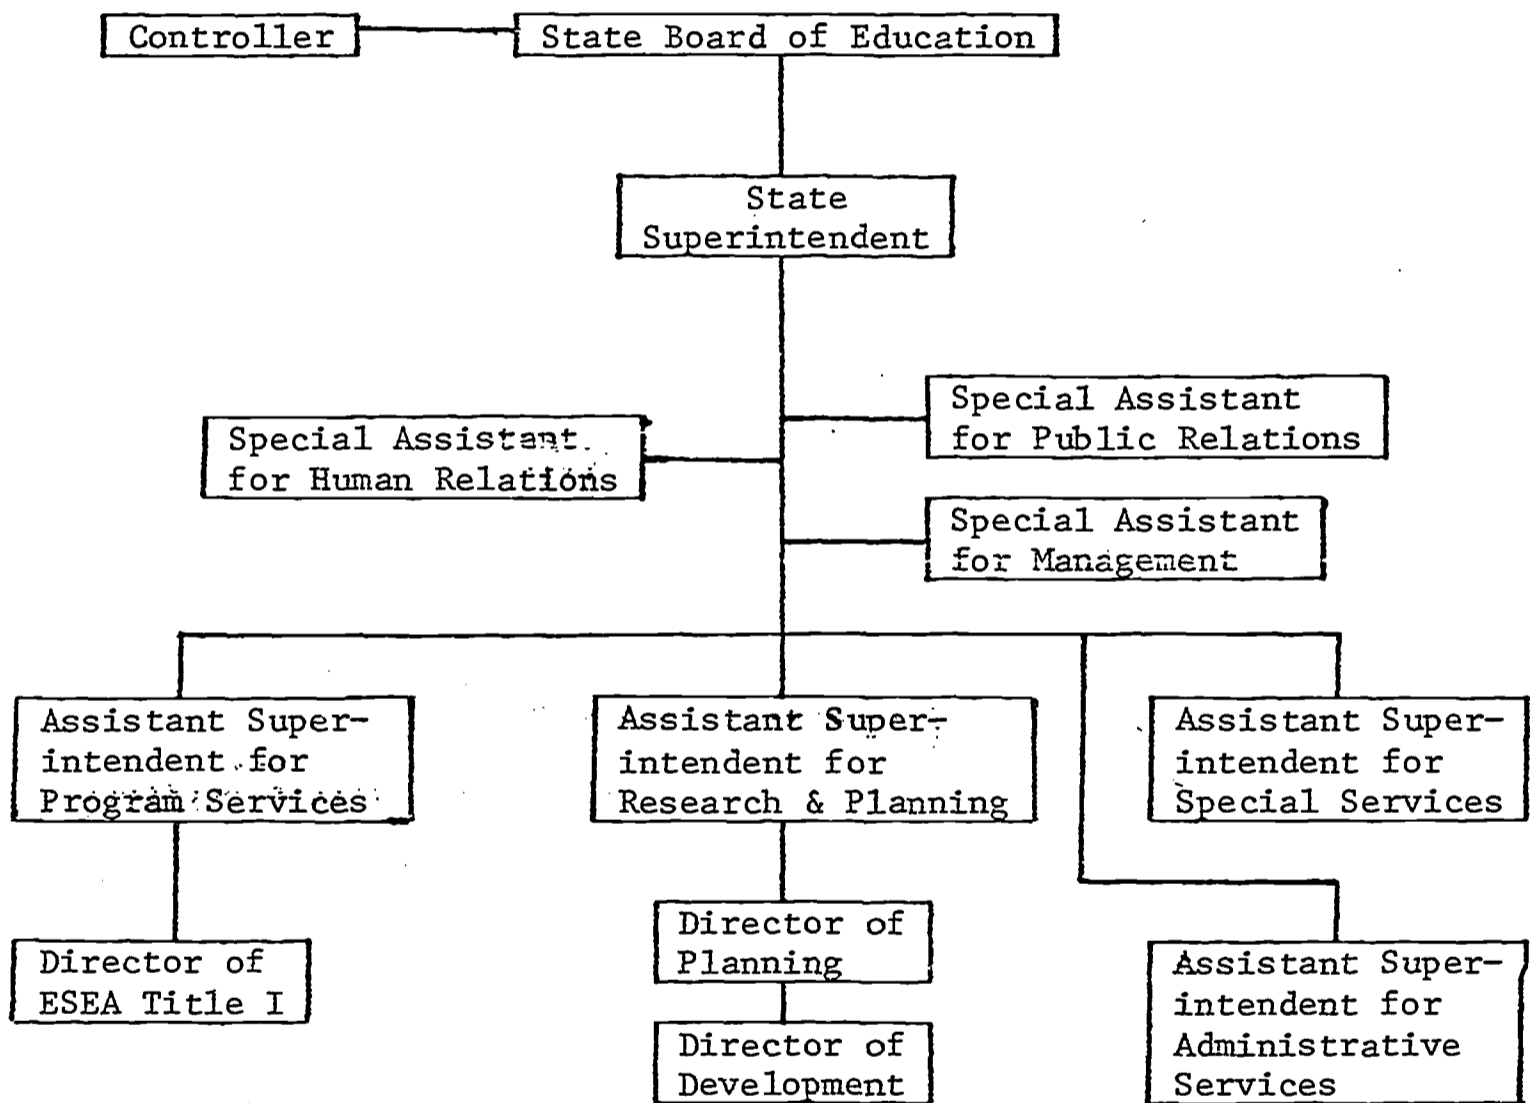 Controller
State Board of Education
State
Superintendent
Special Assistant
for Public Relations
Special Assistant
for Human Relations
Special Assistant
for Management
Assistant Super-
intendent for
Program Services
Assistant Super-
intendent for
Research & Planning
Assistant Super-
intendent for
Special Services
Director of
ESEA Title I
Director of
Planning
Director of
Development
Assistant Super-
intendent for
Administrative
Services